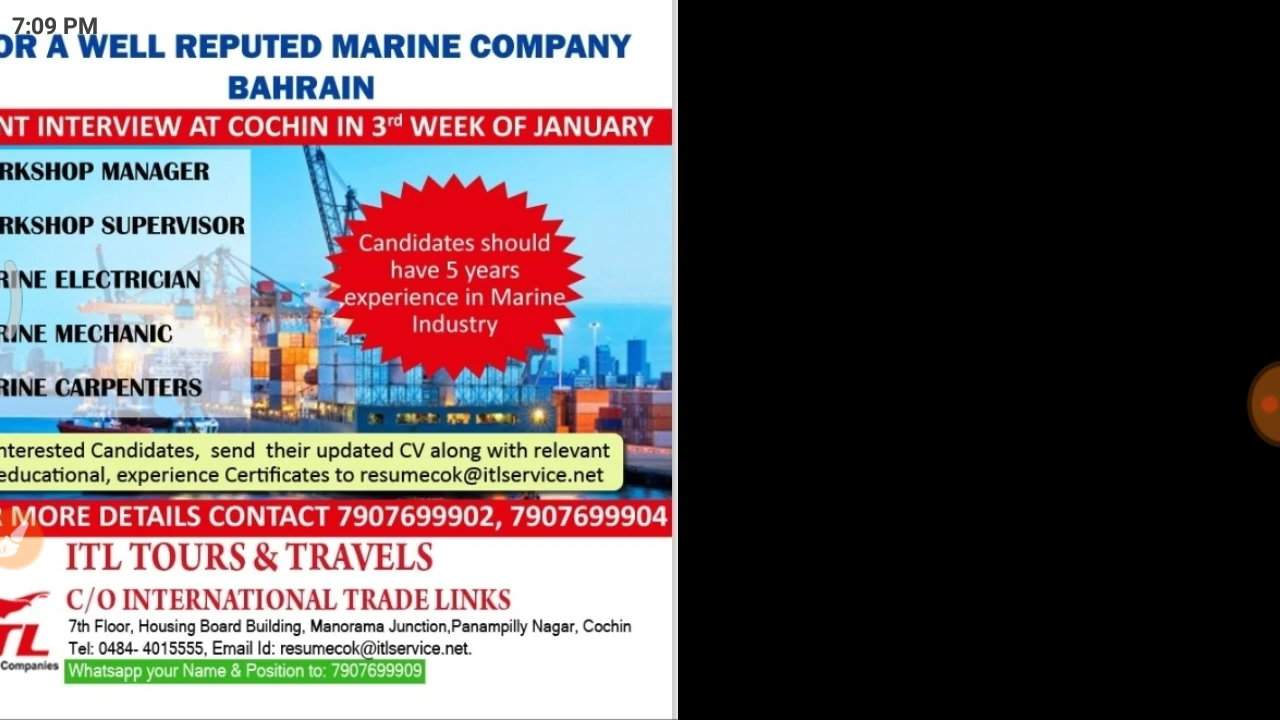 7:09 PM
OR A WELL REPUTED MARINE COMPANY
BAHRAIN
NT INTERVIEW AT COCHIN IN 3rd WEEK OF JANUARY
RKSHOP MANAGER
RKSHOP SUPERVISOR
RINE ELECTRICIAN
RINE MECHANIC
RINE CARPENTERS
Candidates should
have 5 years
experience in Marine
Industry
nterested Candidates, send their updated CV along with relevant
educational, experience Certificates to resumecok@itlservice.net
R MORE DETAILS CONTACT 7907699902, 7907699904
ITL TOURS & TRAVELS
C/O INTERNATIONAL TRADE LINKS
7th Floor, Housing Board Building, Manorama Junction,Panampilly Nagar, Cochin
Tel: 0484- 4015555, Email Id: resumecok@itlservice.net.
Whatsapp your Name & Position to: 7907699909
TL
Companies